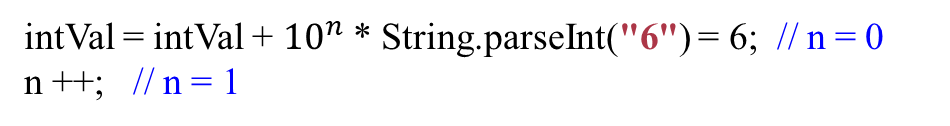 intVal = intVal + 10ⁿ * String.parseInt("6") = 6; // n = 0
n ++; // n = 1